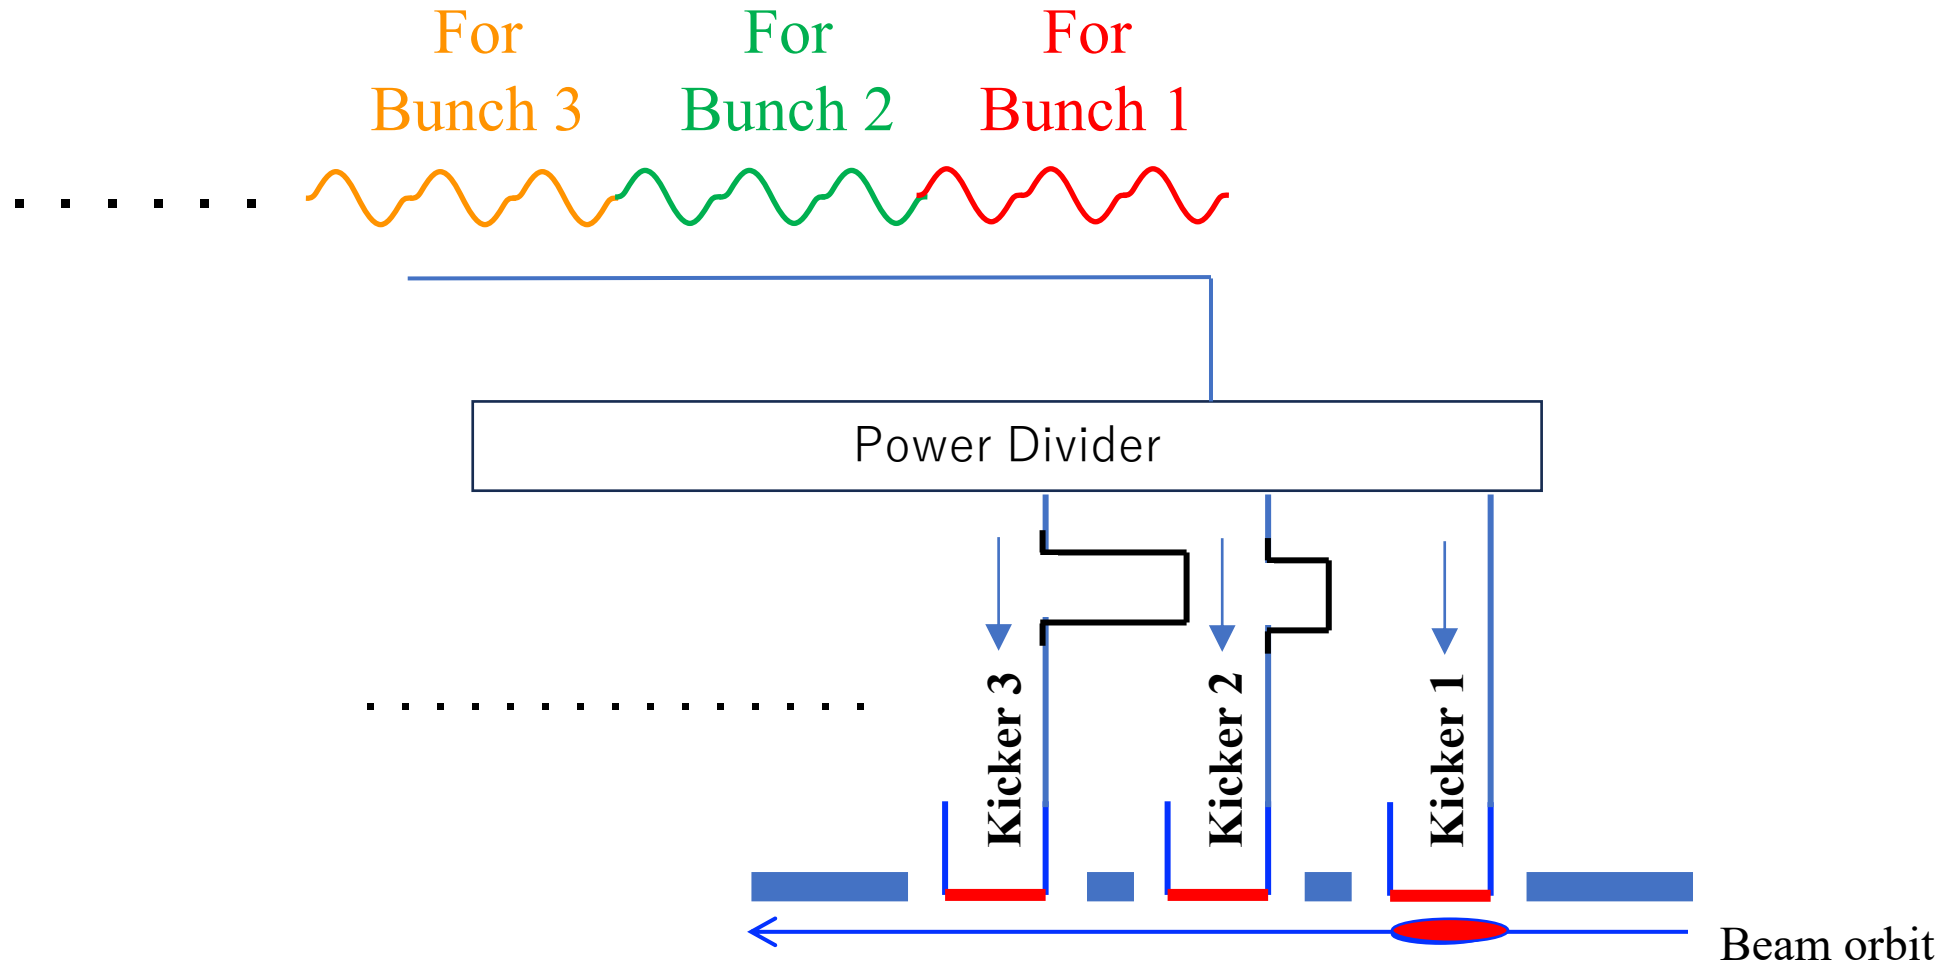 For
Bunch 3
For
Bunch 2
For
Bunch 1
Power Divider
Kicker 3
Kicker 2
Kicker 1
Beam orbit